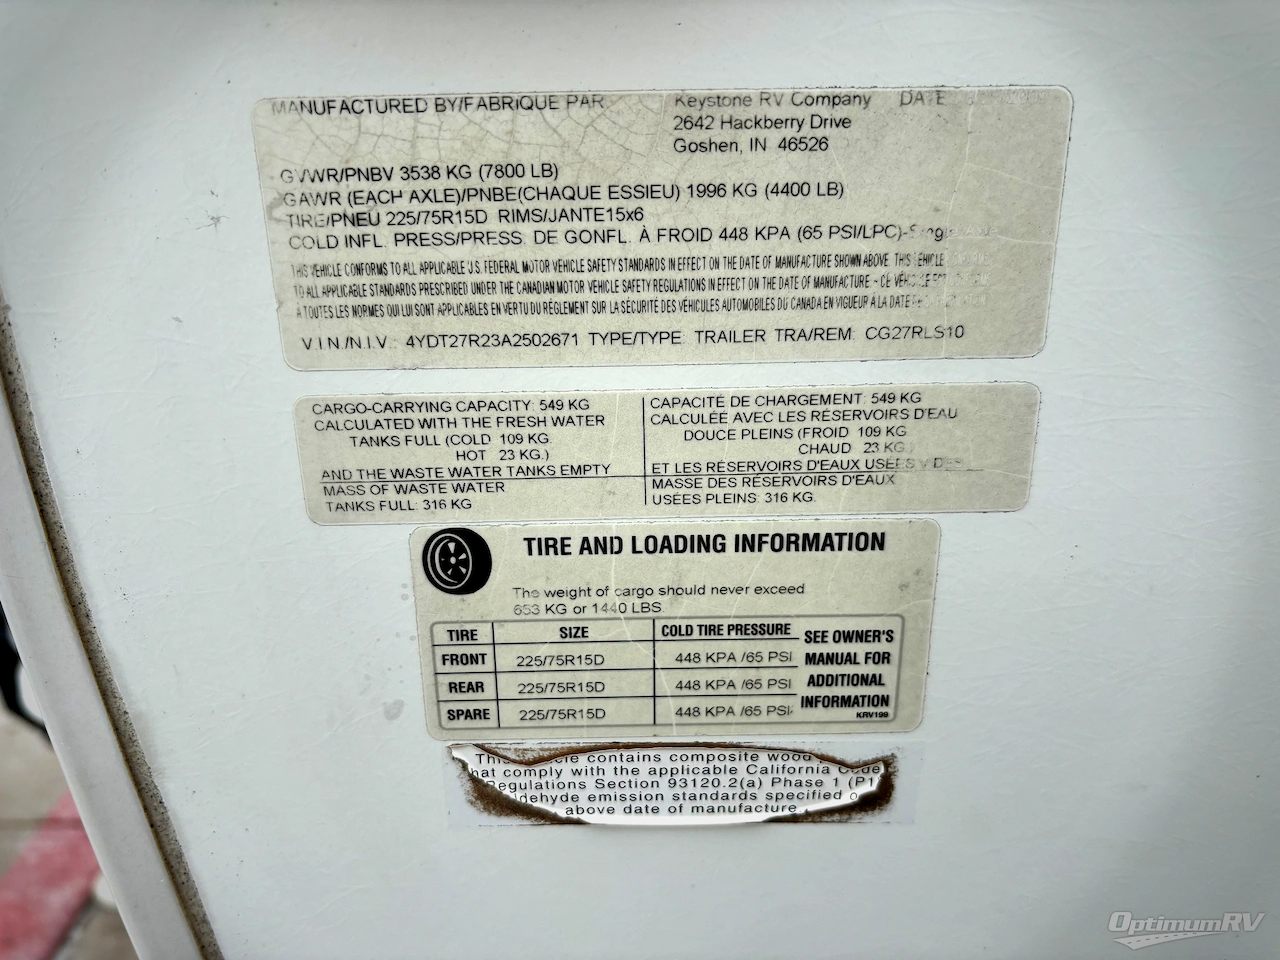 MANUFACTURED BY/FABRIQUE PAR Keystone RV Company DATE
2642 Hackberry Drive
Goshen, IN 46526
GVWR/PNBV 3538 KG (7800 LB)
GAWR (EACH AXLE)/PNBE(CHAQUE ESSIEU) 1996 KG (4400 LB)
TIRE/PNEU 225/75R15D RIMS/JANTE15x6
COLD INFL. PRESS/PRESS. DE GONFL. À FROID 448 KPA (65 PSI/LPC)-
THIS VEHICLE CONFORMS TO ALL APPLICABLE U.S. FEDERAL MOTOR VEHICLE SAFETY STANDARDS IN EFFECT ON THE DATE OF MANUFACTURE SHOWN ABOVE. THIS VEHICLE
TO ALL APPLICABLE STANDARDS PRESCRIBED UNDER THE CANADIAN MOTOR VEHICLE SAFETY REGULATIONS IN EFFECT ON THE DATE OF MANUFACTURE - CE VÉHICULE EST
A TOUTES LES NORMES QUI LUI SONT APPLICABLES EN VERTU DU RÈGLEMENT SUR LA SÉCURITÉ DES VÉHICULES AUTOMOBILES DU CANADA EN VIGUEUR À LA DATE
V.I.N./N.I.V.: 4YDT27R23A2502671 TYPE/TYPE: TRAILER TRA/REM: CG27RLS10
CARGO-CARRYING CAPACITY: 549 KG
CALCULATED WITH THE FRESH WATER
TANKS FULL (COLD 109 KG
HOT 23 KG.)
AND THE WASTE WATER TANKS EMPTY
MASS OF WASTE WATER
TANKS FULL: 316 KG
CAPACITÉ DE CHARGEMENT: 549 KG
CALCULÉE AVEC LES RÉSERVOIRS D'EAU
DOUCE PLEINS (FROID 109 KG
CHAUD 23 KG.)
ET LES RÉSERVOIRS D'EAUX USÉES VIDES
MASSE DES RÉSERVOIRS D'EAUX
USÉES PLEINS: 316 KG.
TIRE AND LOADING INFORMATION
The weight of cargo should never exceed
653 KG or 1440 LBS
TIRE SIZE COLD TIRE PRESSURE
FRONT 225/75R15D 448 KPA /65 PSI
REAR 225/75R15D 448 KPA /65 PSI
SPARE 225/75R15D 448 KPA /65 PSI
SEE OWNER'S
MANUAL FOR
ADDITIONAL
INFORMATION
KRV199
This contains composite wood
that comply with the applicable California Code
Regulations Section 93120.2(a) Phase 1 (P1)
emission standards specified
above date of manufacture.
OptimumRV